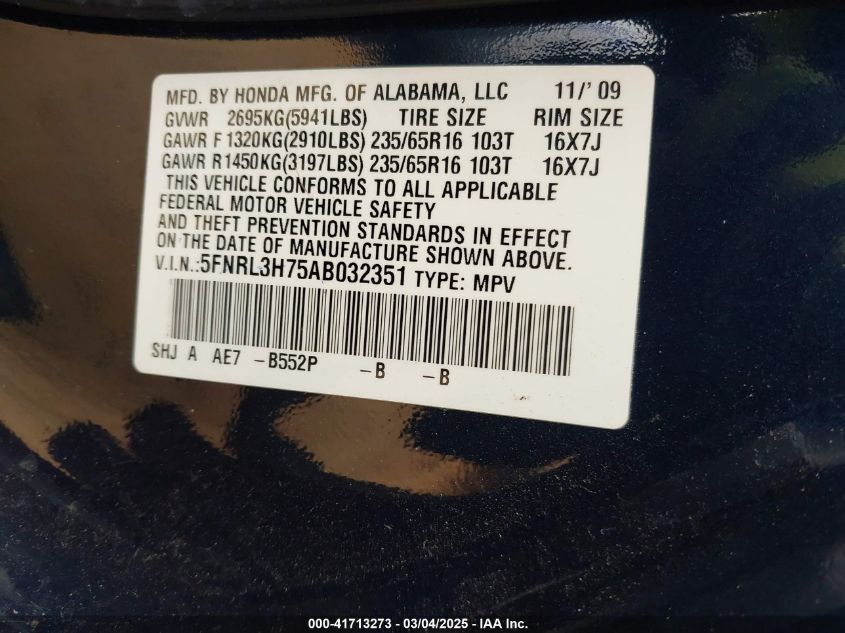 MFD. BY HONDA MFG. OF ALABAMA, LLC 11/' 09
GVWR 2695KG(5941LBS) TIRE SIZE RIM SIZE
GAWR F 1320KG(2910LBS) 235/65R16 103T 16X7J
GAWR R1450KG(3197LBS) 235/65R16 103T 16X7J
THIS VEHICLE CONFORMS TO ALL APPLICABLE
FEDERAL MOTOR VEHICLE SAFETY
AND THEFT PREVENTION STANDARDS IN EFFECT
ON THE DATE OF MANUFACTURE SHOWN ABOVE.
V.I.N.:5FNRL3H75AB032351 TYPE: MPV
SHJ A AE7 -B552P -B -B
000-41713273 - 03/04/2025 - IAA Inc.